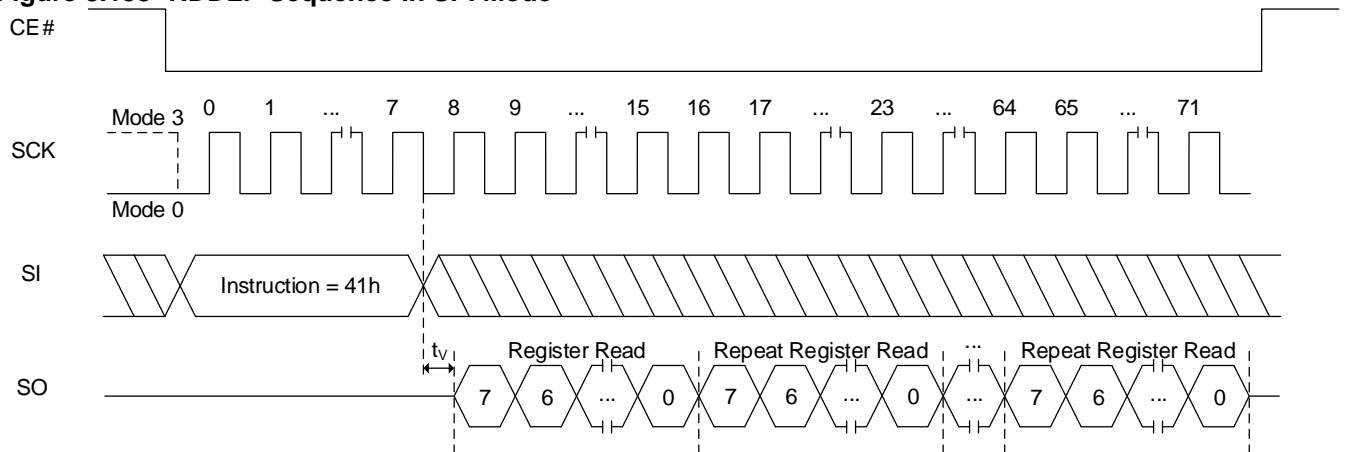 CE#
0 1 ... 7 8 9 ... 15 16 17 ... 23 ... 64 65 ... 71
Mode 3
SCK
Mode 0
SI
Instruction = 41h
tV Register Read Repeat Register Read ... Repeat Register Read
SO
7 6 ... 0 7 6 ... 0 ... 7 6 ... 0